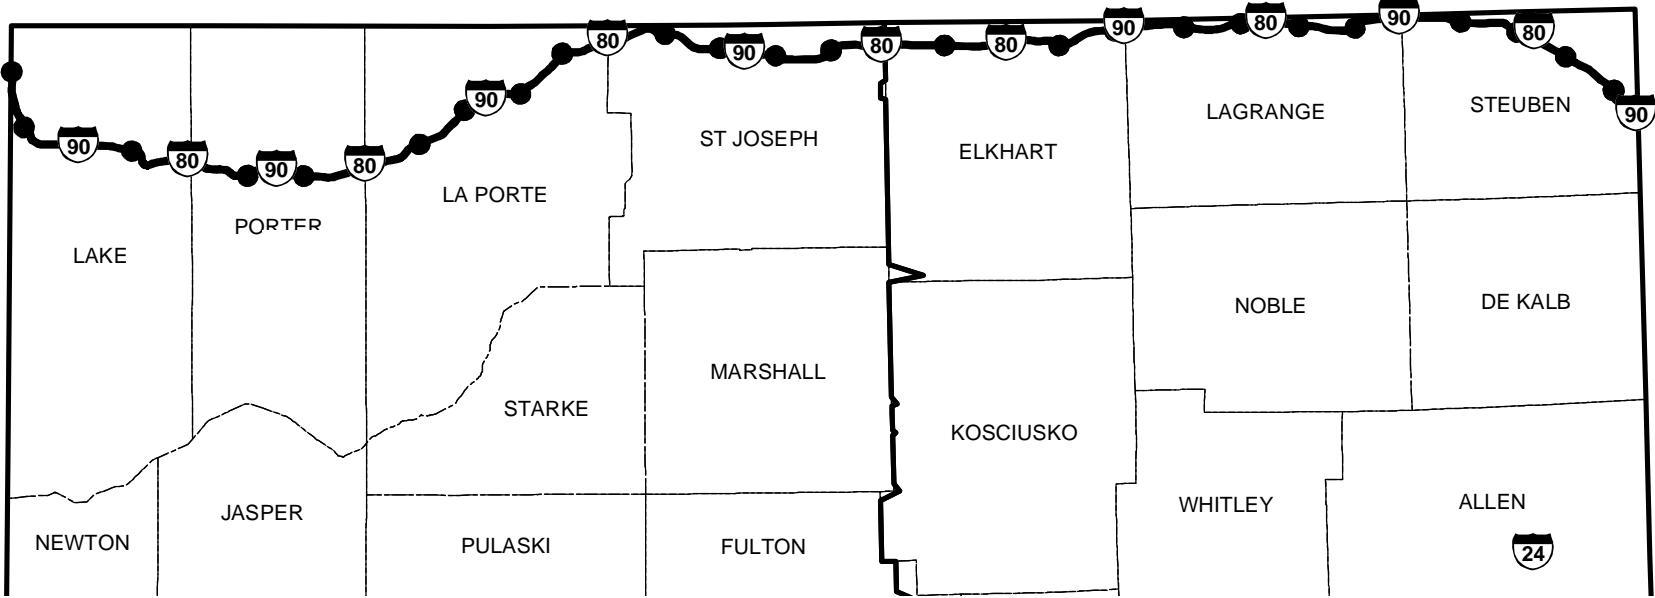 80
90
80
90
80
80
90
80
90
80
90
90
80
90
80
90
LAGRANGE
STEUBEN
ST JOSEPH
ELKHART
LA PORTE
PORTER
LAKE
NOBLE
DE KALB
MARSHALL
STARKE
KOSCIUSKO
WHITLEY
ALLEN
JASPER
NEWTON
PULASKI
FULTON
24